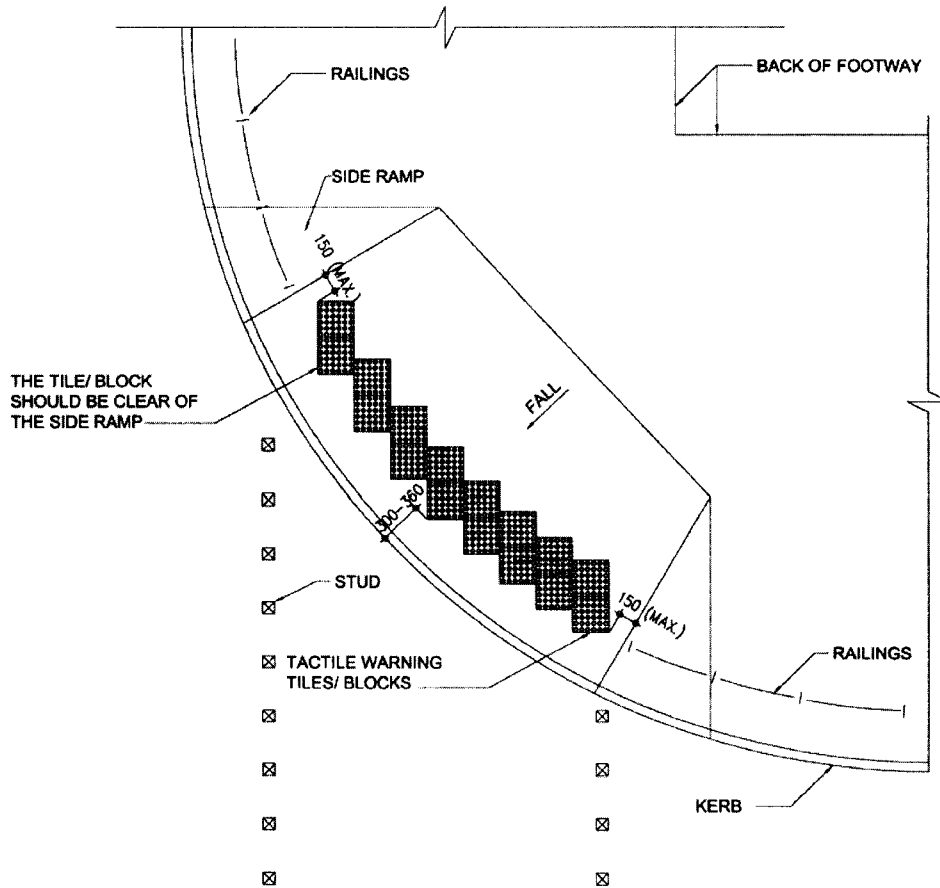 RAILINGS
BACK OF FOOTWAY
SIDE RAMP
150 (MAX.)
THE TILE/ BLOCK
SHOULD BE CLEAR OF
THE SIDE RAMP
FALL
300-360
STUD
150 (MAX.)
TACTILE WARNING
TILES/ BLOCKS
RAILINGS
KERB